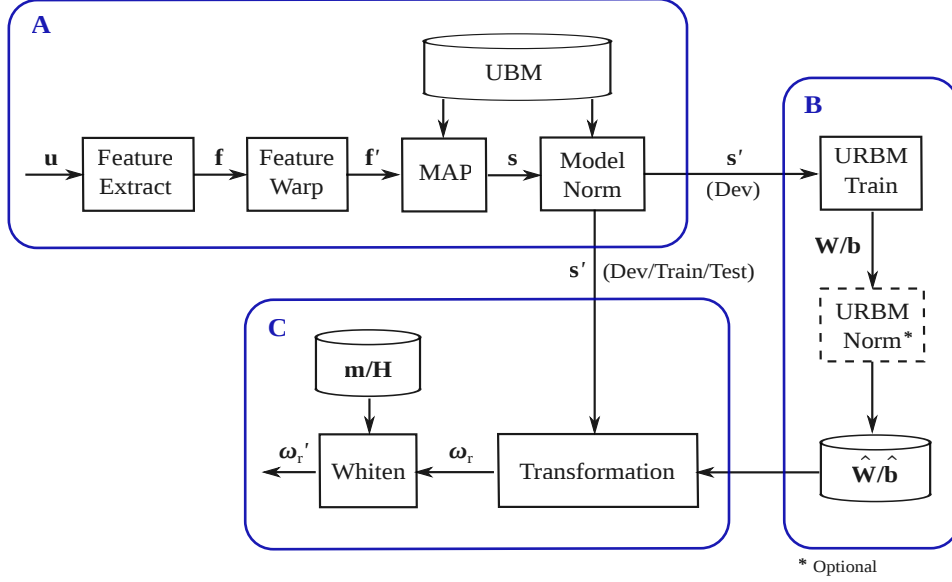 A
UBM
B
u
Feature
Extract
f
Feature
Warp
f'
MAP
s
Model
Norm
s'
(Dev)
URBM
Train
W/b
s' (Dev/Train/Test)
URBM
Norm*
C
m/H
ωr'
Whiten
ωr
Transformation
Ŵ/b̂
* Optional